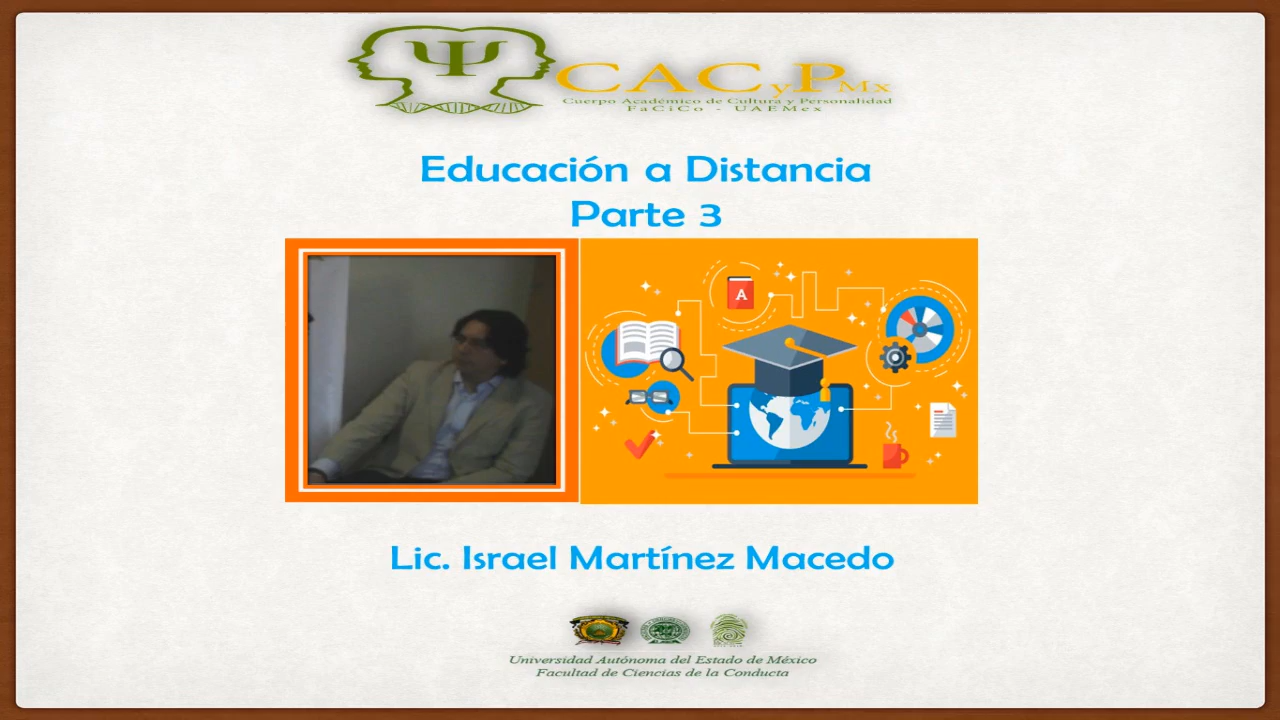 Ψ
CACyPMx
Cuerpo Académico de Cultura y Personalidad
FaCiCo - UAEMex
Educación a Distancia
Parte 3
A
Lic. Israel Martínez Macedo
Universidad Autónoma del Estado de México
Facultad de Ciencias de la Conducta